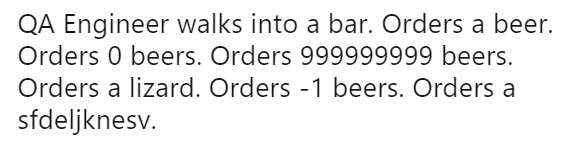 QA Engineer walks into a bar. Orders a beer.
Orders 0 beers. Orders 999999999 beers.
Orders a lizard. Orders -1 beers. Orders a
sfdeljknesv.